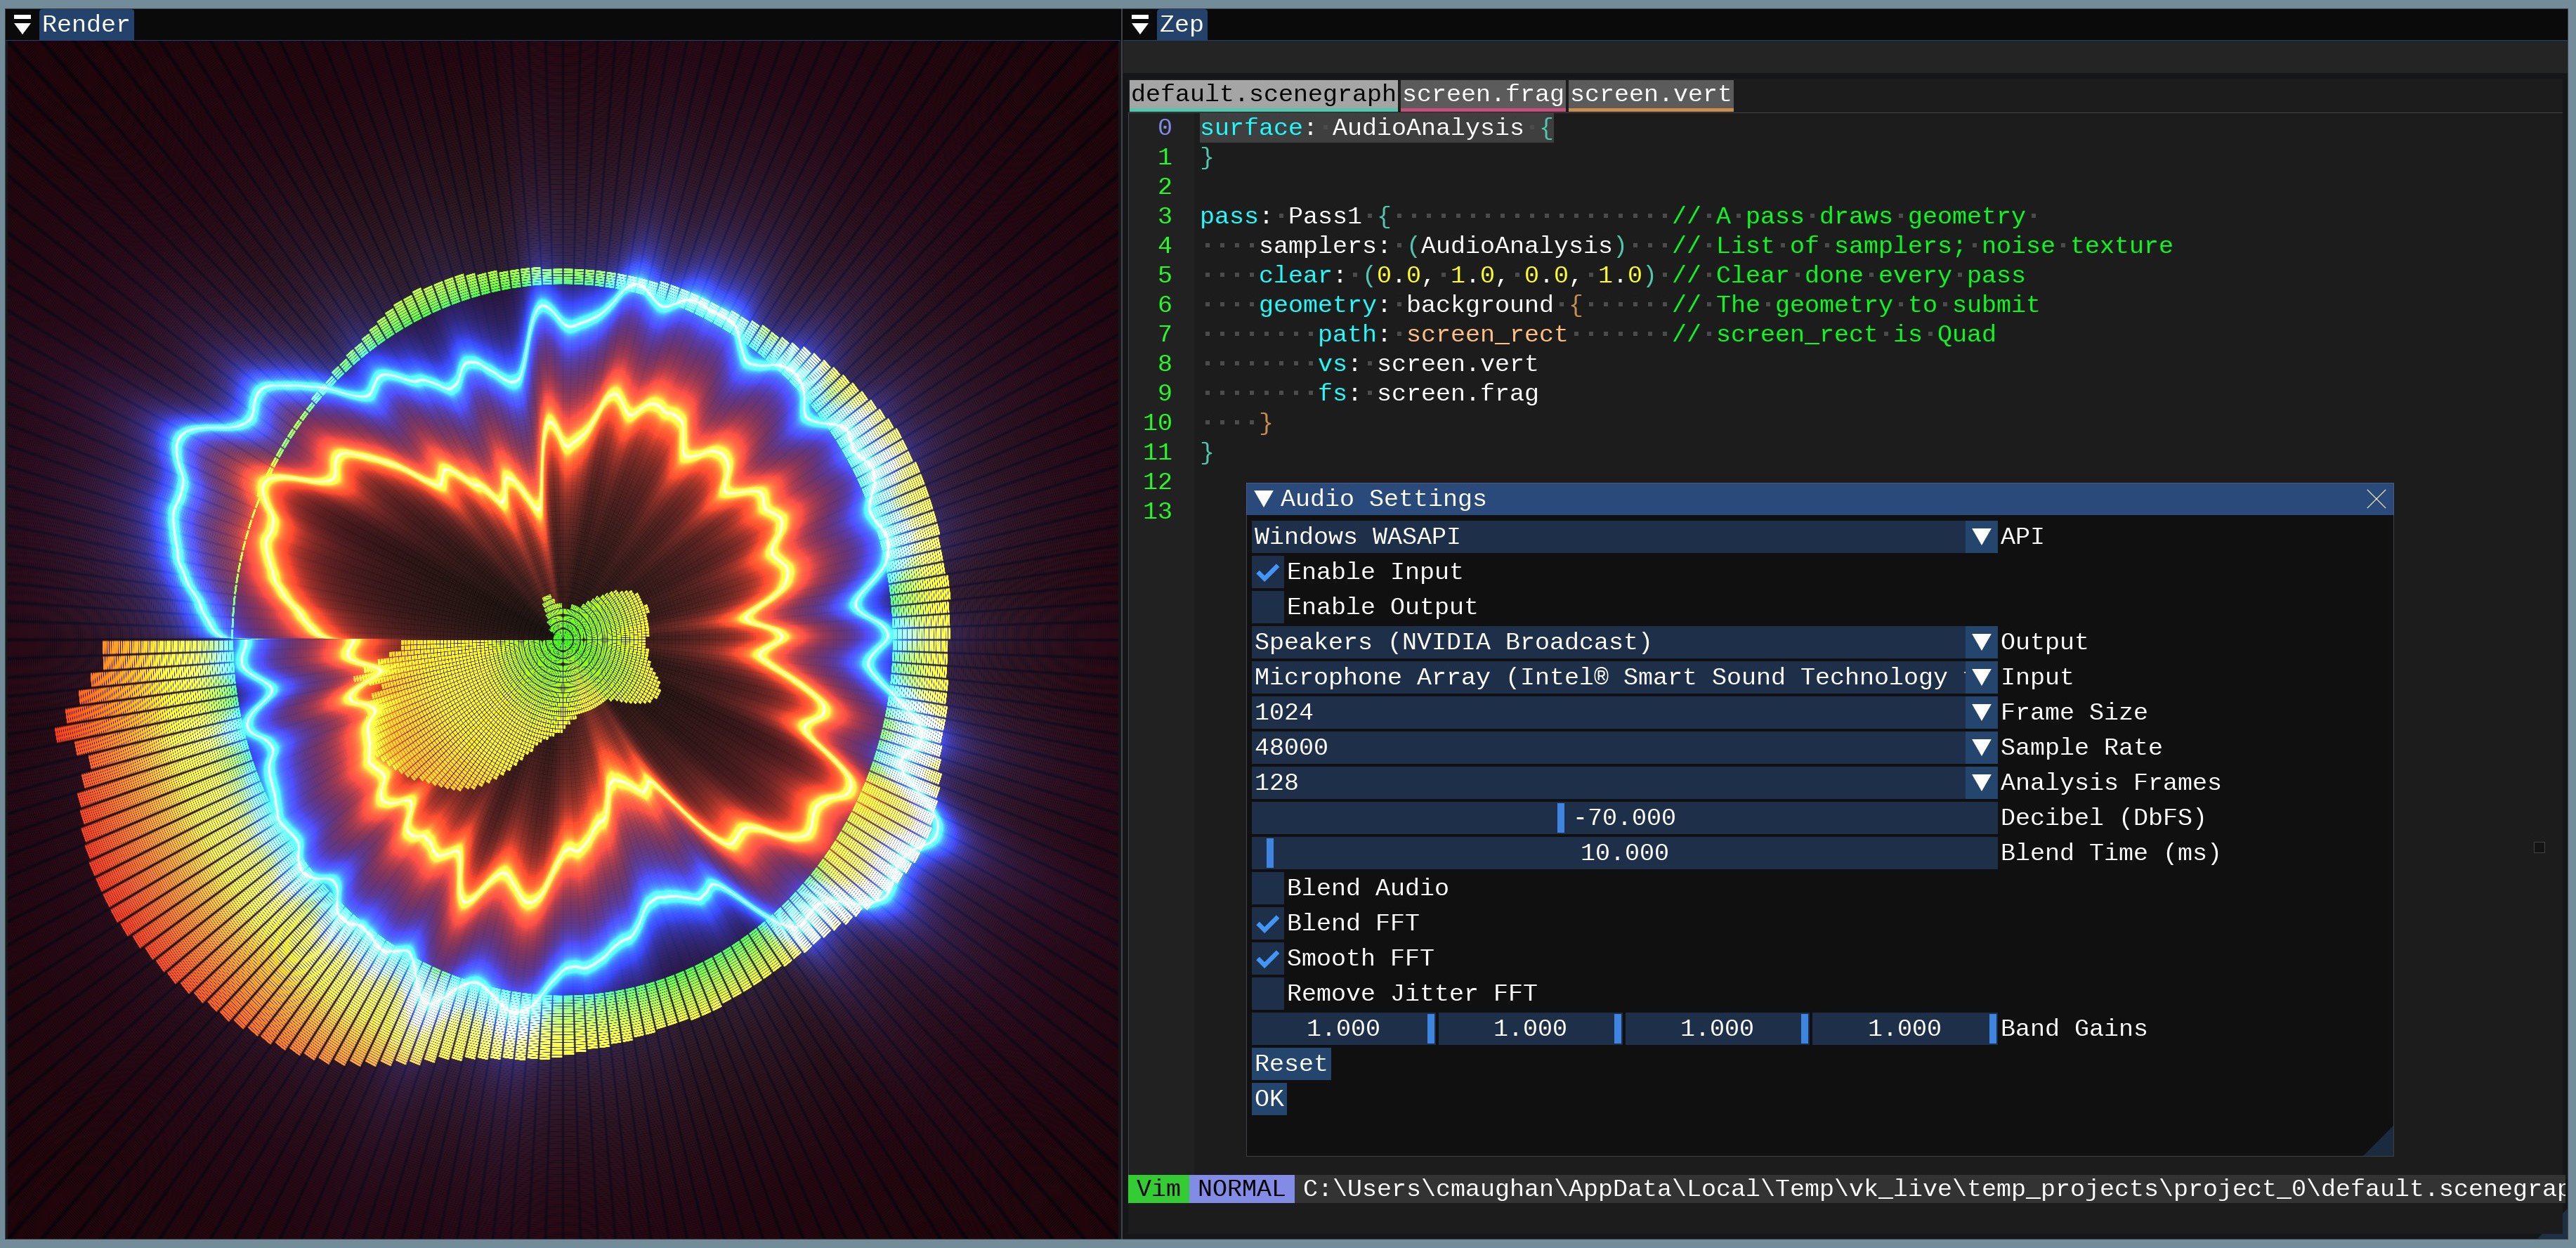 Render
Zep
default.scenegraph screen.frag screen.vert
0 surface: AudioAnalysis {
1 }
2
3 pass: Pass1 { // A pass draws geometry
4 samplers: (AudioAnalysis) // List of samplers; noise texture
5 clear: (0.0, 1.0, 0.0, 1.0) // Clear done every pass
6 geometry: background { // The geometry to submit
7 path: screen_rect // screen_rect is Quad
8 vs: screen.vert
9 fs: screen.frag
10 }
11 }
12
13
Audio Settings
Windows WASAPI API
Enable Input
Enable Output
Speakers (NVIDIA Broadcast) Output
Microphone Array (Intel® Smart Sound Technology Input
1024 Frame Size
48000 Sample Rate
128 Analysis Frames
-70.000 Decibel (DbFS)
10.000 Blend Time (ms)
Blend Audio
Blend FFT
Smooth FFT
Remove Jitter FFT
1.000 1.000 1.000 1.000 Band Gains
Reset
OK
Vim NORMAL C:\Users\cmaughan\AppData\Local\Temp\vk_live\temp_projects\project_0\default.scenegrap